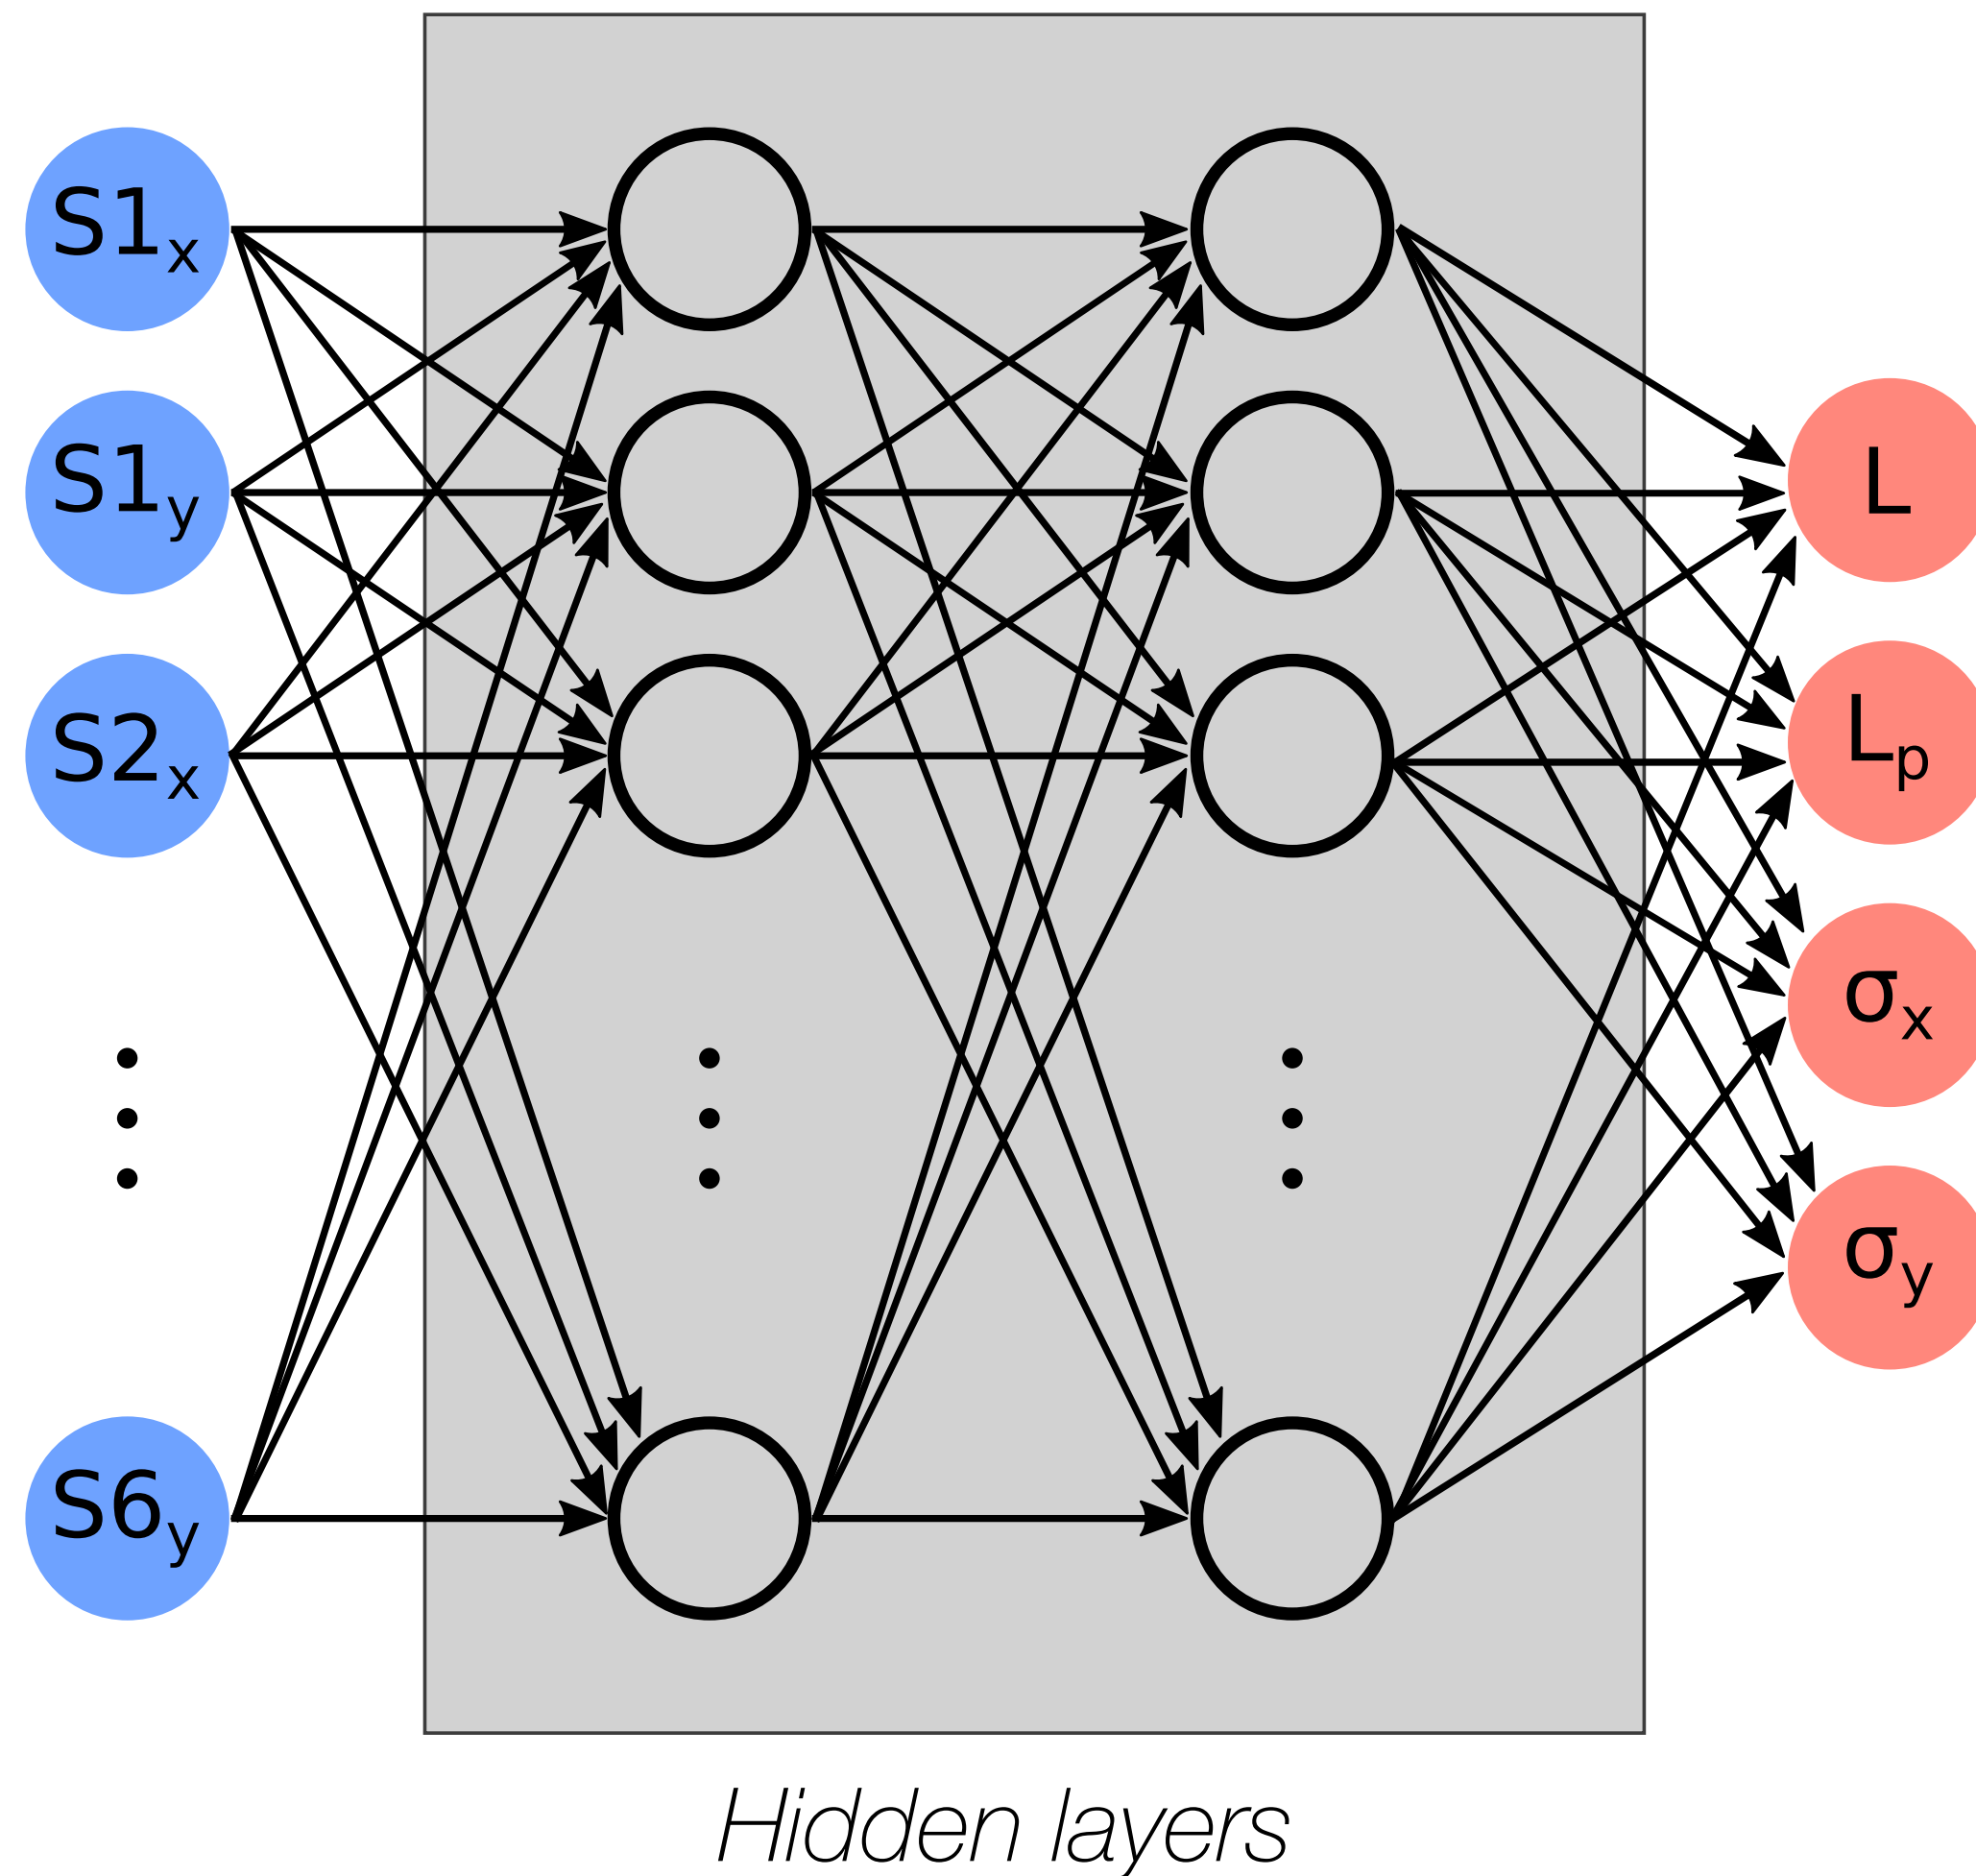 S1x
S1y
S2x
S6y
L
Lp
σx
σy
Hidden layers